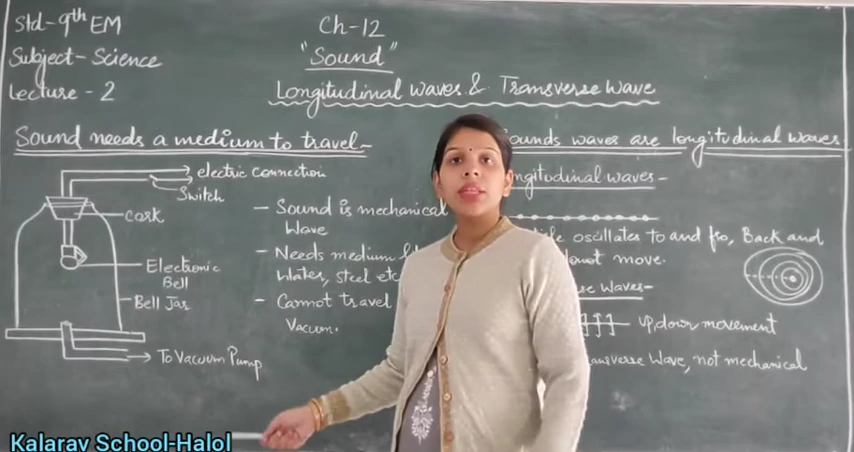 Std-9th EM
Subject-Science
Lecture-2
Ch-12
"Sound"
Longitudinal waves & Transverse Wave
Sound needs a medium to travel-
electric connection
Switch
cork
Electronic
Bell
Bell Jar
To Vacuum Pump
- Sound is mechanical
Wave
- Needs medium
Water, steel etc
- Cannot travel
Vacuum.
Sounds waves are longitudinal waves.
waves-
oscillates to and fro, Back and
move.
Waves-
up, down movement
Wave, not mechanical
Kalarav School-Halol